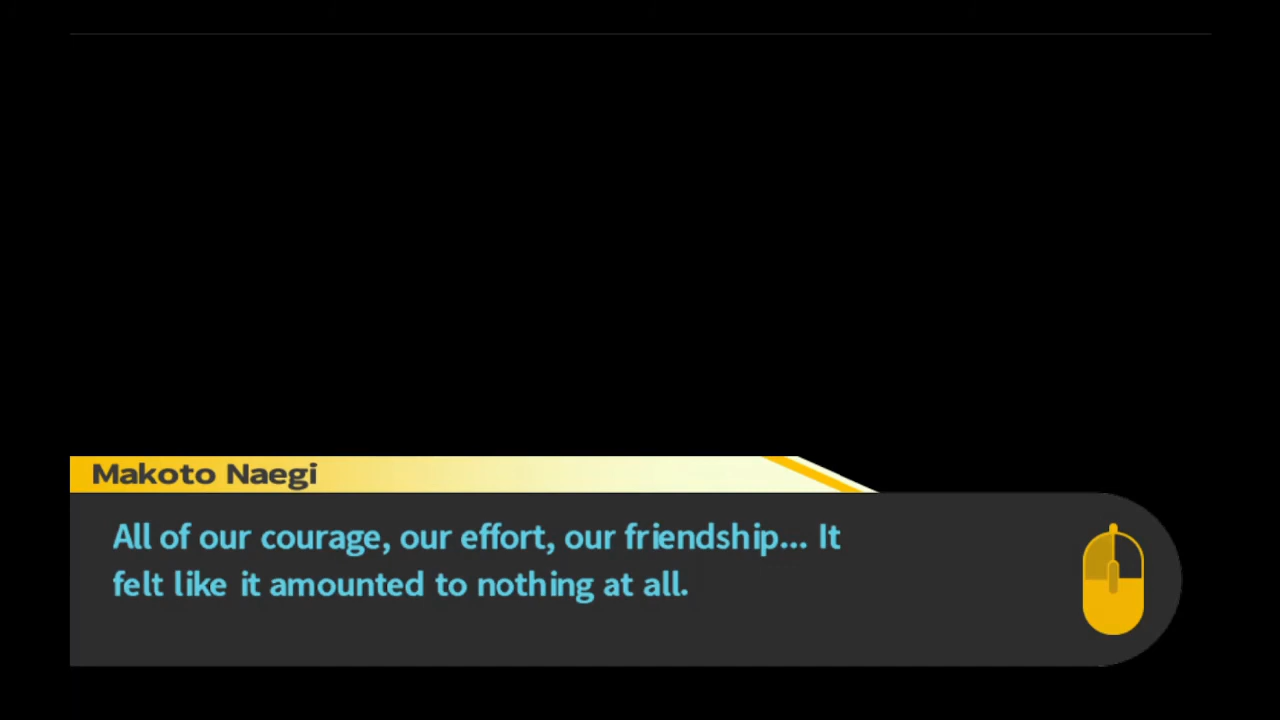 Makoto Naegi
All of our courage, our effort, our friendship... It
felt like it amounted to nothing at all.